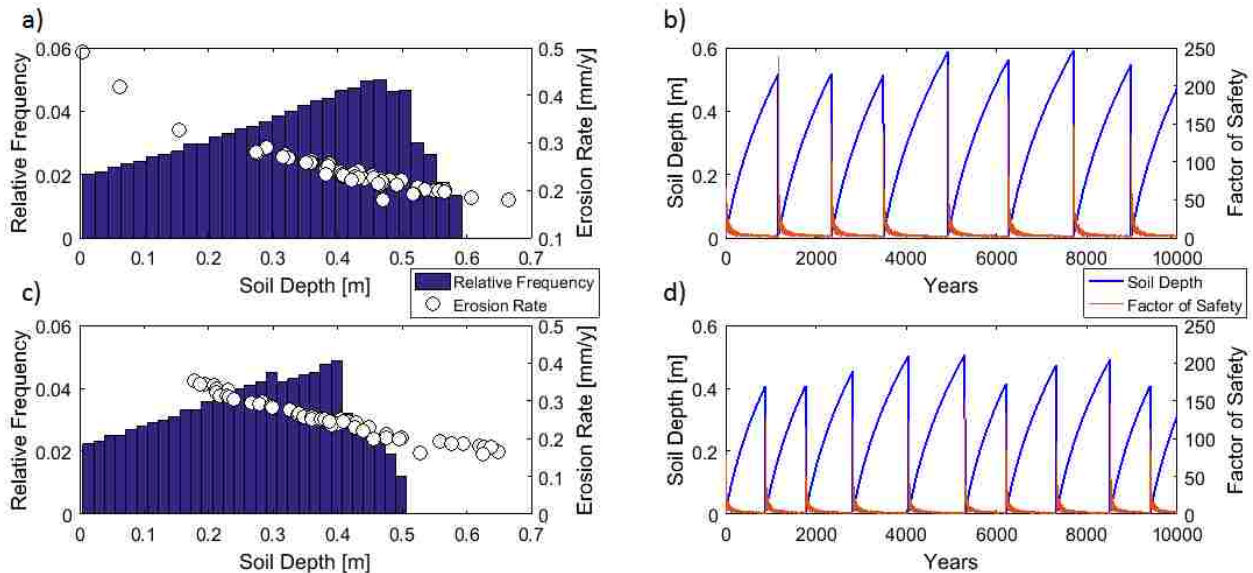 a)
Relative Frequency
0.06
0.04
0.02
0
0 0.1 0.2 0.3 0.4 0.5 0.6 0.7
Soil Depth [m]
0.5
0.4
0.3
0.2
0.1
Erosion Rate [mm/y]
b)
Soil Depth [m]
0.6
0.4
0.2
0
0 2000 4000 6000 8000 10000
Years
250
200
150
100
50
0
Factor of Safety
Relative Frequency
Erosion Rate
Soil Depth
Factor of Safety
c)
Relative Frequency
0.06
0.04
0.02
0
0 0.1 0.2 0.3 0.4 0.5 0.6 0.7
Soil Depth [m]
0.5
0.4
0.3
0.2
0.1
0
Erosion Rate [mm/y]
d)
Soil Depth [m]
0.6
0.4
0.2
0
0 2000 4000 6000 8000 10000
Years
250
200
150
100
50
0
Factor of Safety